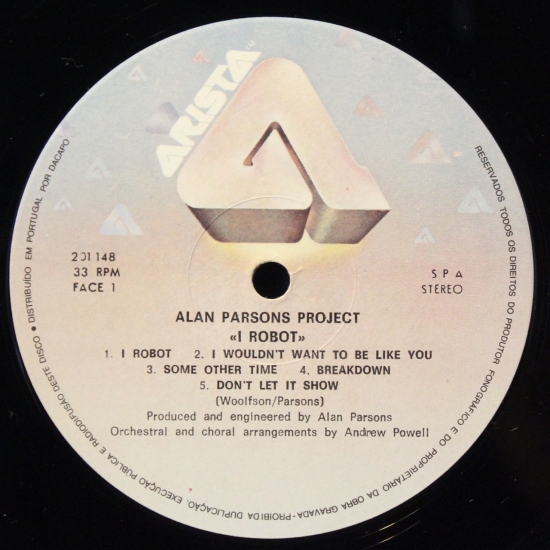 ARISTA™
201 148
33 RPM
FACE 1
S P A
STEREO
ALAN PARSONS PROJECT
«I ROBOT»
1. I ROBOT 2. I WOULDN'T WANT TO BE LIKE YOU
3. SOME OTHER TIME 4. BREAKDOWN
5. DON'T LET IT SHOW
(Woolfson/Parsons)
Produced and engineered by Alan Parsons
Orchestral and choral arrangements by Andrew Powell
RESERVADOS TODOS OS DIREITOS DO PRODUTOR FONOGRÁFICO E DO PROPRIETÁRIO DA OBRA GRAVADA-PROIBIDA DUPLICAÇÃO, EXECUÇÃO PUBLICA E RADIODIFUSÃO DESTE DISCO • DISTRIBUÍDO EM PORTUGAL POR DACAPO